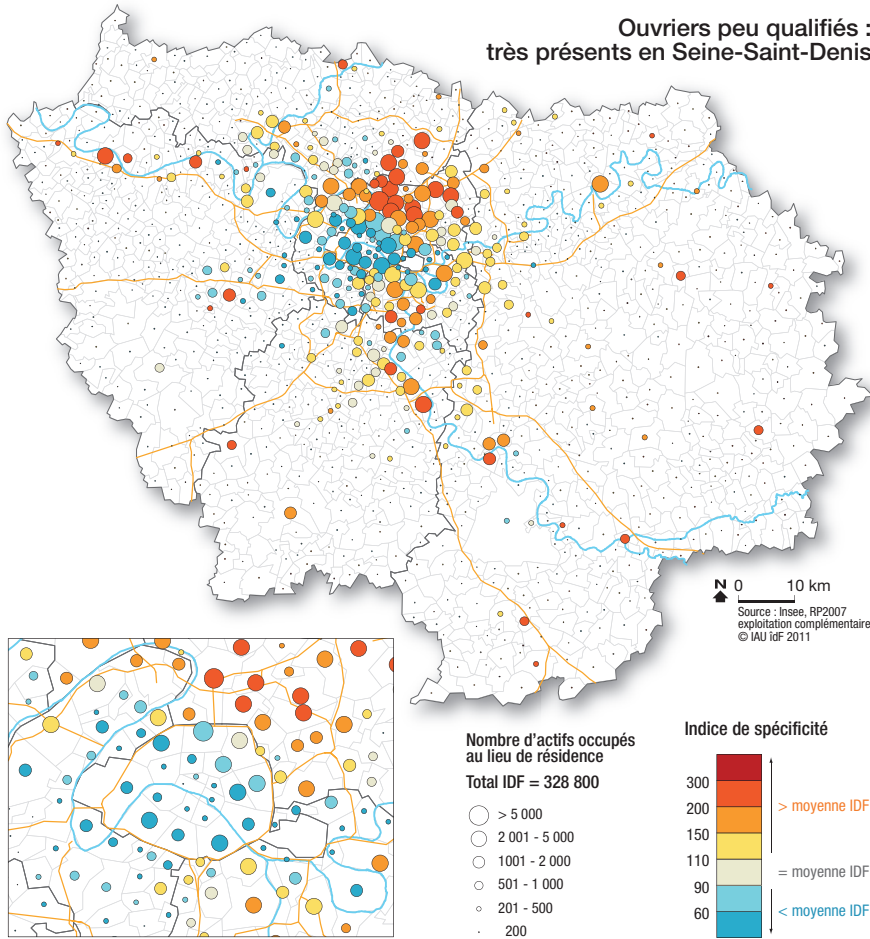 Ouvriers peu qualifiés :
très présents en Seine-Saint-Denis
N 0 10 km
Source : Insee, RP2007
exploitation complémentaire
© IAU îdF 2011
Nombre d'actifs occupés
au lieu de résidence
Total IDF = 328 800
> 5 000
2 001 - 5 000
1001 - 2 000
501 - 1 000
201 - 500
200
Indice de spécificité
300
200
150
110
90
60
> moyenne IDF
= moyenne IDF
< moyenne IDF